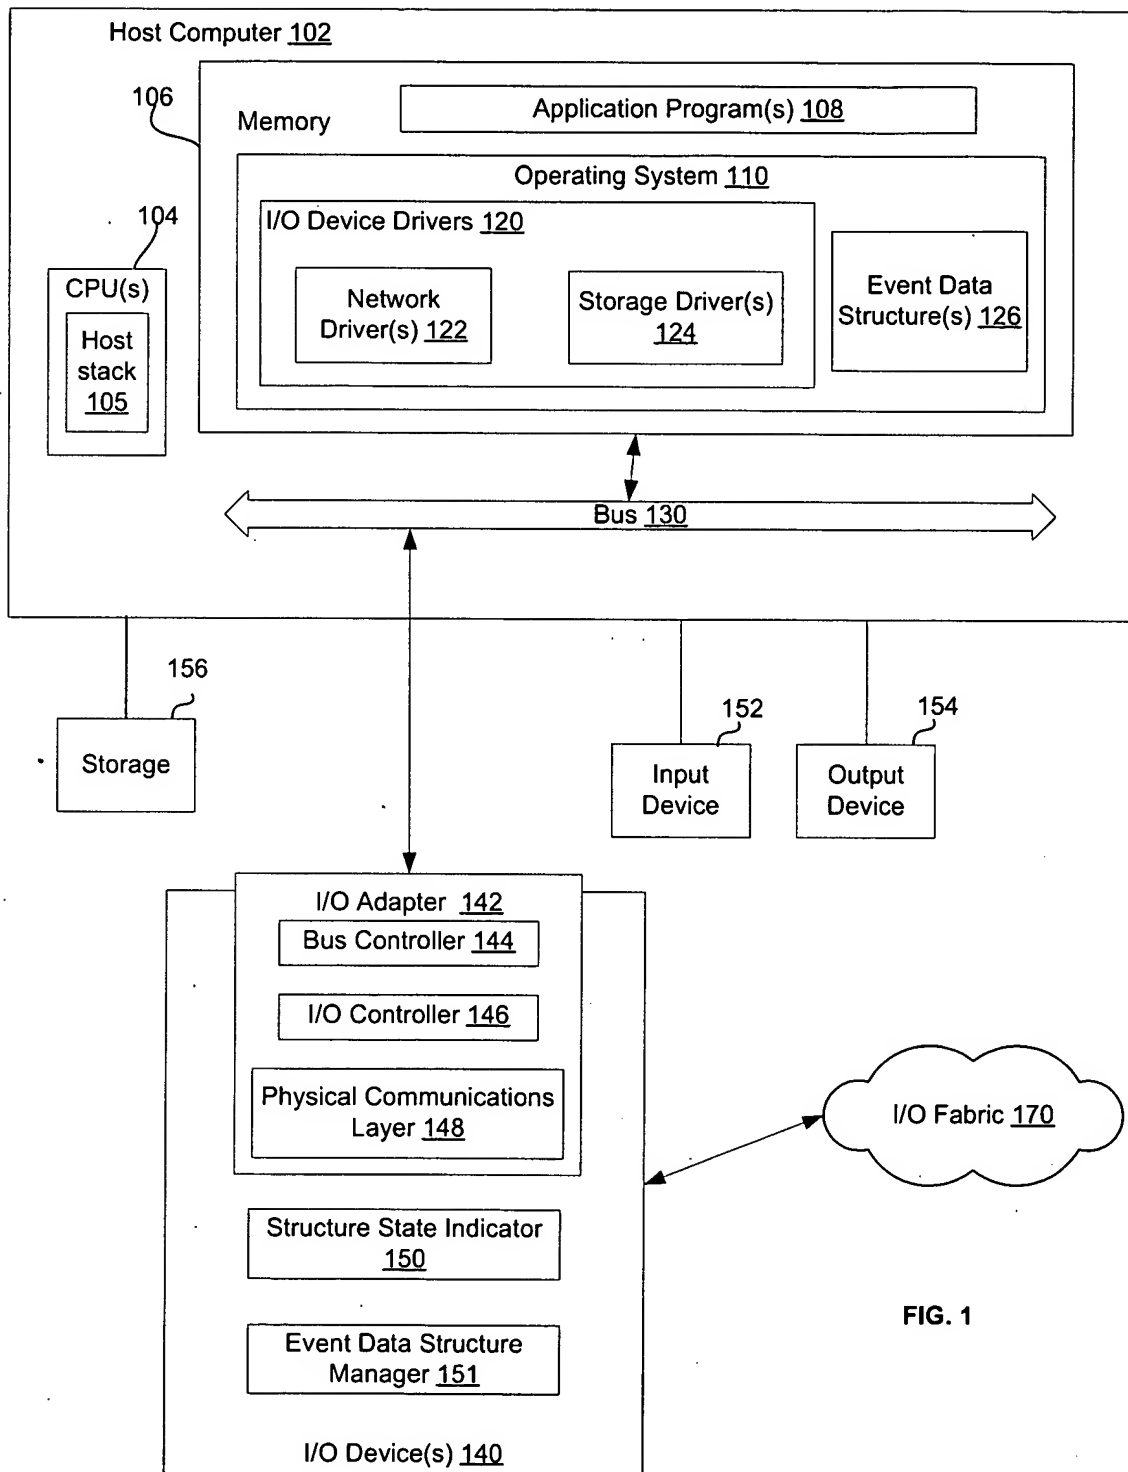 Host Computer 102
106
Memory
Application Program(s) 108
Operating System 110
104
I/O Device Drivers 120
CPU(s)
Host
stack
105
Network
Driver(s) 122
Storage Driver(s)
124
Event Data
Structure(s) 126
Bus 130
156
Storage
152
Input
Device
154
Output
Device
I/O Adapter 142
Bus Controller 144
I/O Controller 146
Physical Communications
Layer 148
I/O Fabric 170
Structure State Indicator
150
FIG. 1
Event Data Structure
Manager 151
I/O Device(s) 140